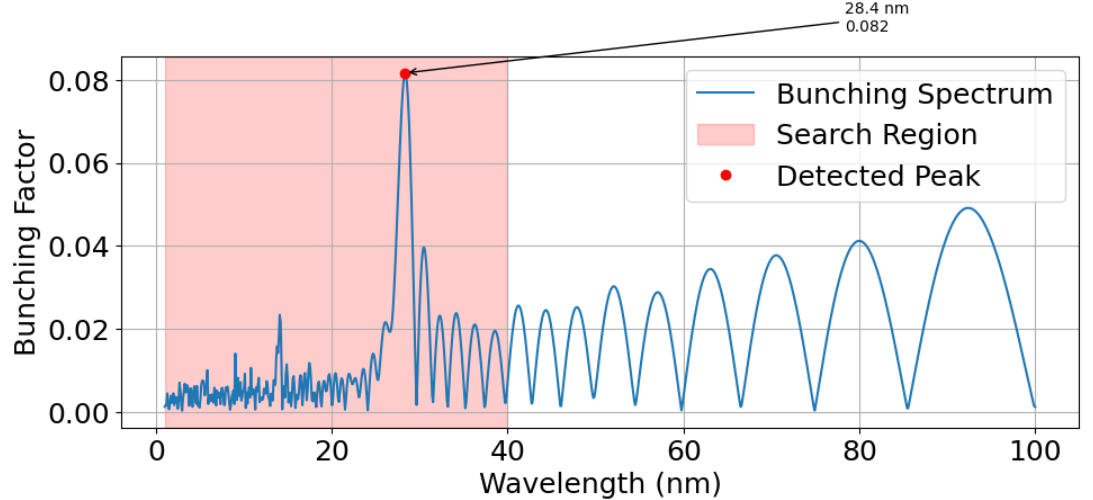 28.4 nm
0.082
Bunching Factor
0.08
0.06
0.04
0.02
0.00
Bunching Spectrum
Search Region
Detected Peak
0
20
40
60
80
100
Wavelength (nm)